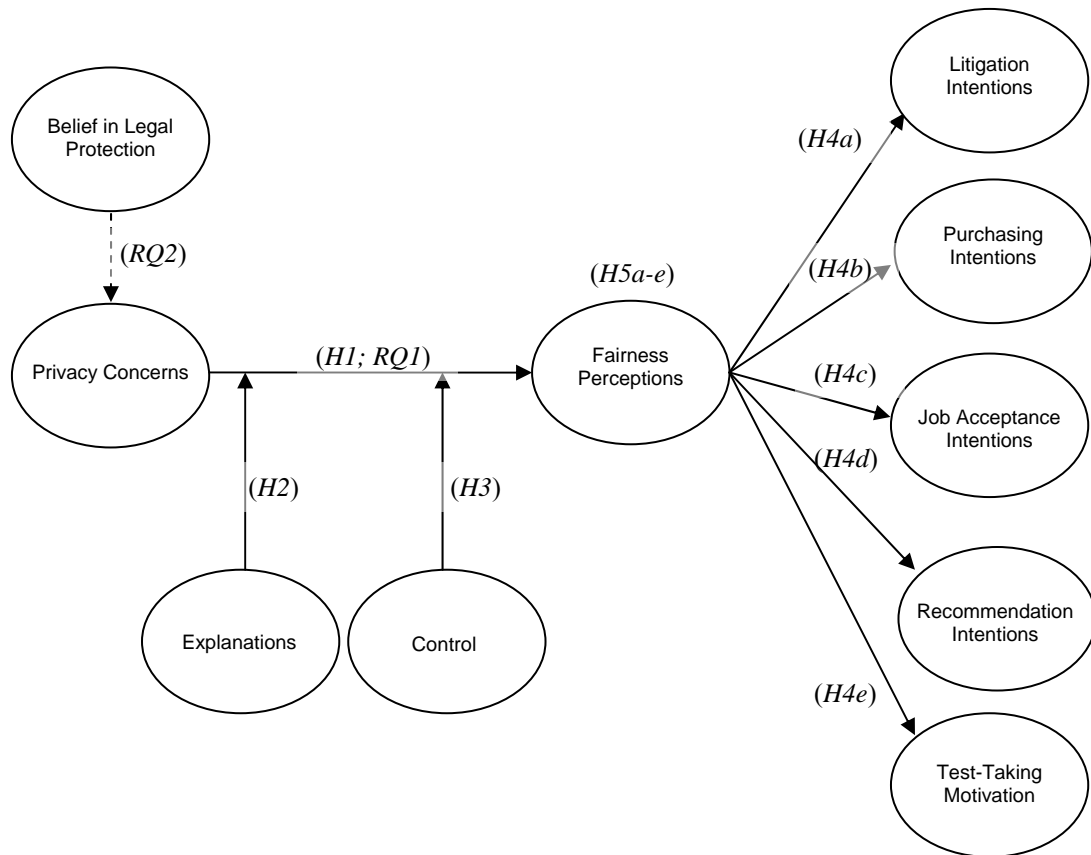 Litigation
Intentions
Belief in Legal
Protection
(H4a)
Purchasing
Intentions
(RQ2)
(H4b)
(H5a-e)
Privacy Concerns
(H1; RQ1)
Fairness
Perceptions
(H4c)
Job Acceptance
Intentions
(H4d)
(H2)
(H3)
Recommendation
Intentions
Explanations
Control
(H4e)
Test-Taking
Motivation